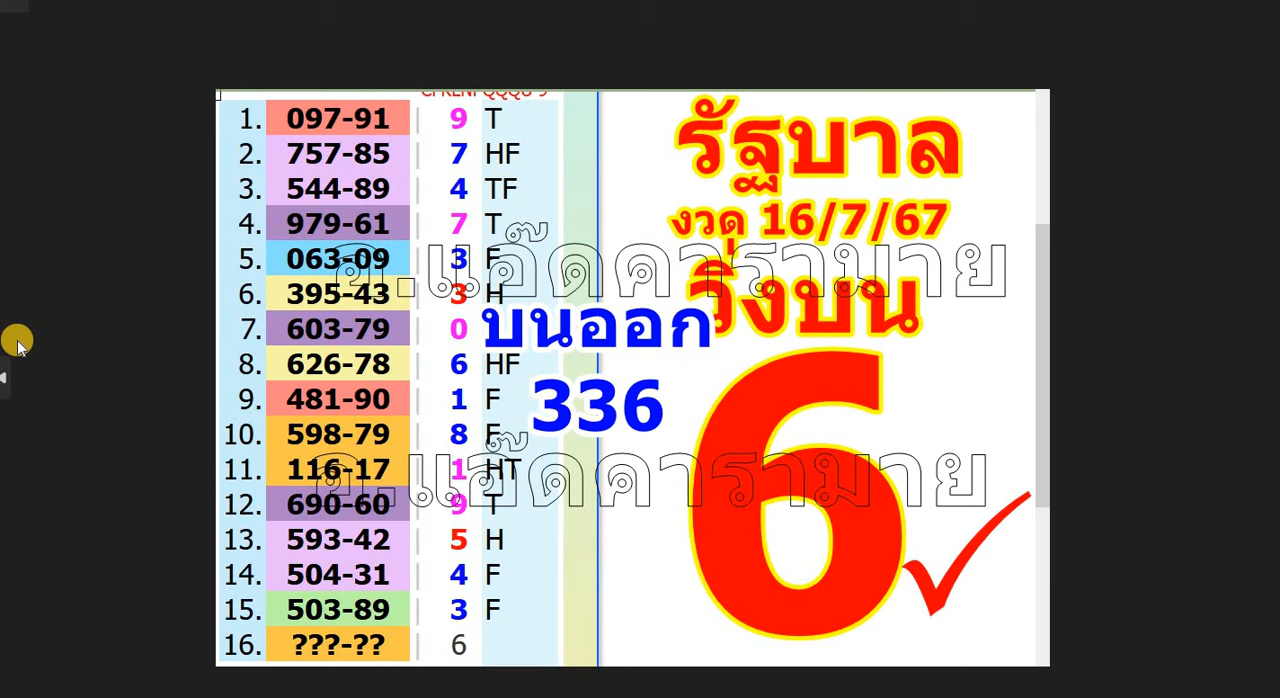 1. 097-91 9 T
2. 757-85 7 HF
3. 544-89 4 TF
4. 979-61 7 T
5. 063-09 3 F
6. 395-43 3 H
7. 603-79 0
8. 626-78 6 HF
9. 481-90 1 F
10. 598-79 8 F
11. 116-17 1 HT
12. 690-60 9 T
13. 593-42 5 H
14. 504-31 4 F
15. 503-89 3 F
16. ???-?? 6
บนออก
336
รัฐบาล
งวด 16/7/67
วิ่งบน
6
อ.แอ๊ดคารามาย
อ.แอ๊ดคารามาย